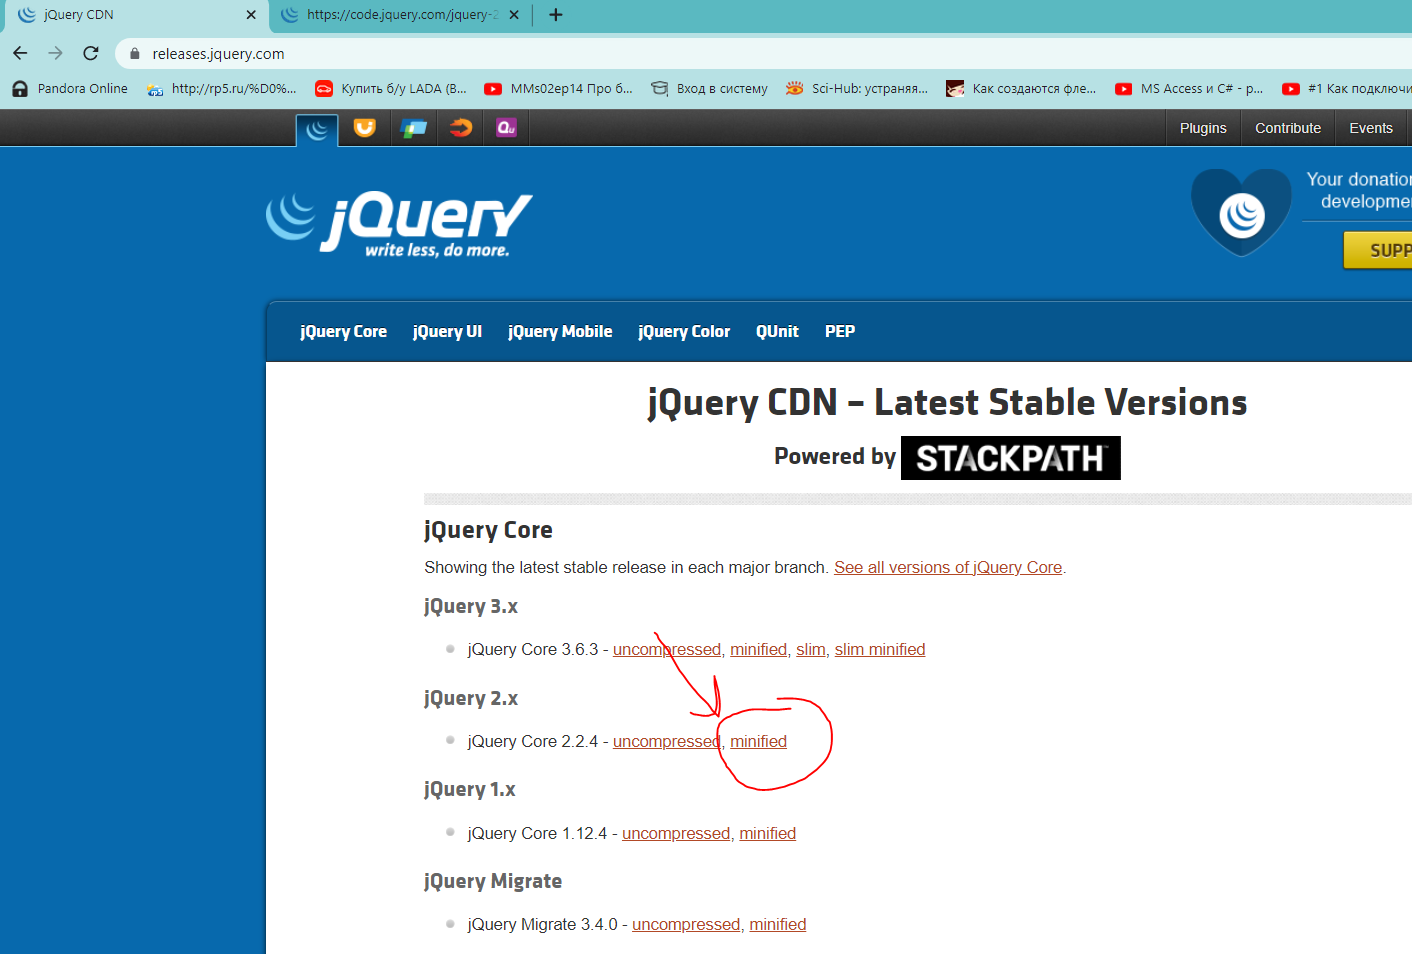 jQuery CDN
https://code.jquery.com/jquery-2
releases.jquery.com
Pandora Online
http://rp5.ru/%D0%...
Купить б/у LADA (В...
MMs02ep14 Про б...
Вход в систему
Sci-Hub: устраняя...
Как создаются фле...
MS Access и C# - р...
#1 Как подключи
Qu
Plugins
Contribute
Events
jQuery
write less, do more.
Your donation
developmen
SUPP
jQuery Core
jQuery UI
jQuery Mobile
jQuery Color
QUnit
PEP
jQuery CDN – Latest Stable Versions
Powered by STACKPATH™
jQuery Core
Showing the latest stable release in each major branch. See all versions of jQuery Core.
jQuery 3.x
jQuery Core 3.6.3 - uncompressed, minified, slim, slim minified
jQuery 2.x
jQuery Core 2.2.4 - uncompressed, minified
jQuery 1.x
jQuery Core 1.12.4 - uncompressed, minified
jQuery Migrate
jQuery Migrate 3.4.0 - uncompressed, minified